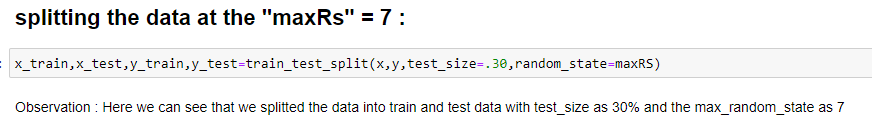 splitting the data at the "maxRs" = 7 :
: x_train,x_test,y_train,y_test=train_test_split(x,y,test_size=.30,random_state=maxRS)
Observation : Here we can see that we splitted the data into train and test data with test_size as 30% and the max_random_state as 7